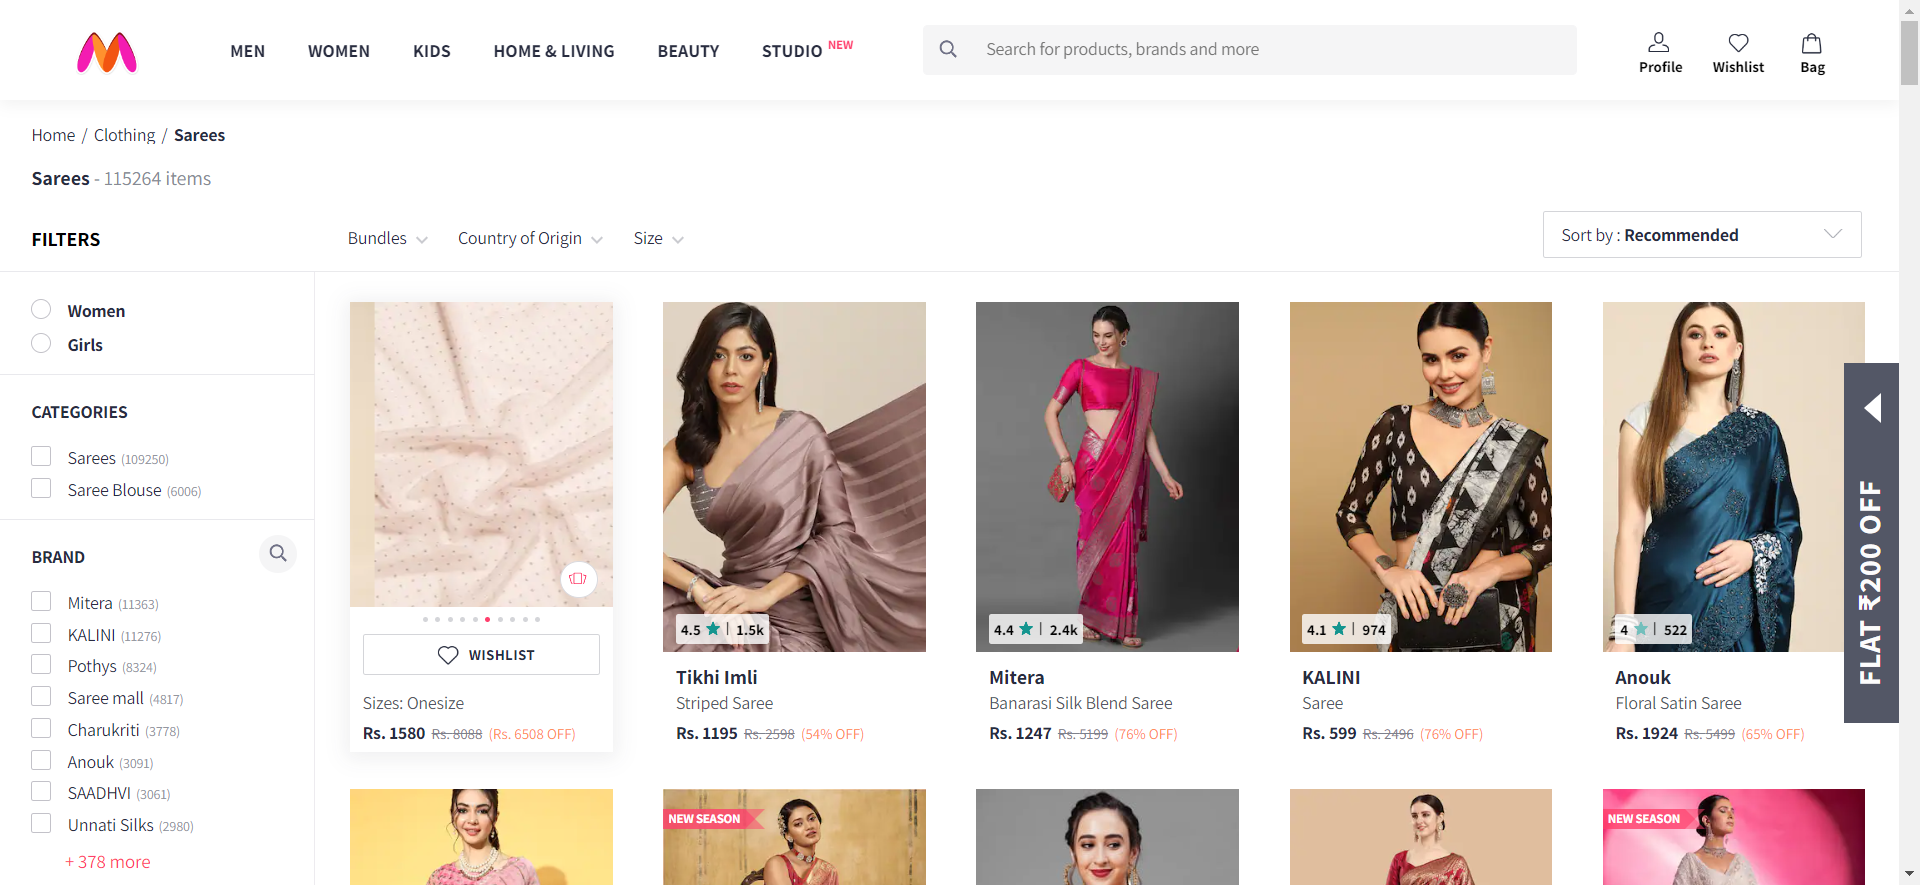 MEN
WOMEN
KIDS
HOME & LIVING
BEAUTY
STUDIO NEW
Search for products, brands and more
Profile
Wishlist
Bag
Home / Clothing / Sarees
Sarees - 115264 items
FILTERS
Bundles
Country of Origin
Size
Sort by : Recommended
Women
Girls
CATEGORIES
Sarees (109250)
Saree Blouse (6006)
BRAND
Mitera (11363)
KALINI (11276)
Pothys (8324)
Saree mall (4817)
Charukriti (3778)
Anouk (3091)
SAADHVI (3061)
Unnati Silks (2980)
+ 378 more
WISHLIST
Sizes: Onesize
Rs. 1580 Rs. 8088 (Rs. 6508 OFF)
4.5 | 1.5k
Tikhi Imli
Striped Saree
Rs. 1195 Rs. 2598 (54% OFF)
4.4 | 2.4k
Mitera
Banarasi Silk Blend Saree
Rs. 1247 Rs. 5199 (76% OFF)
4.1 | 974
KALINI
Saree
Rs. 599 Rs. 2496 (76% OFF)
4 | 522
Anouk
Floral Satin Saree
Rs. 1924 Rs. 5499 (65% OFF)
FLAT ₹200 OFF
NEW SEASON
NEW SEASON